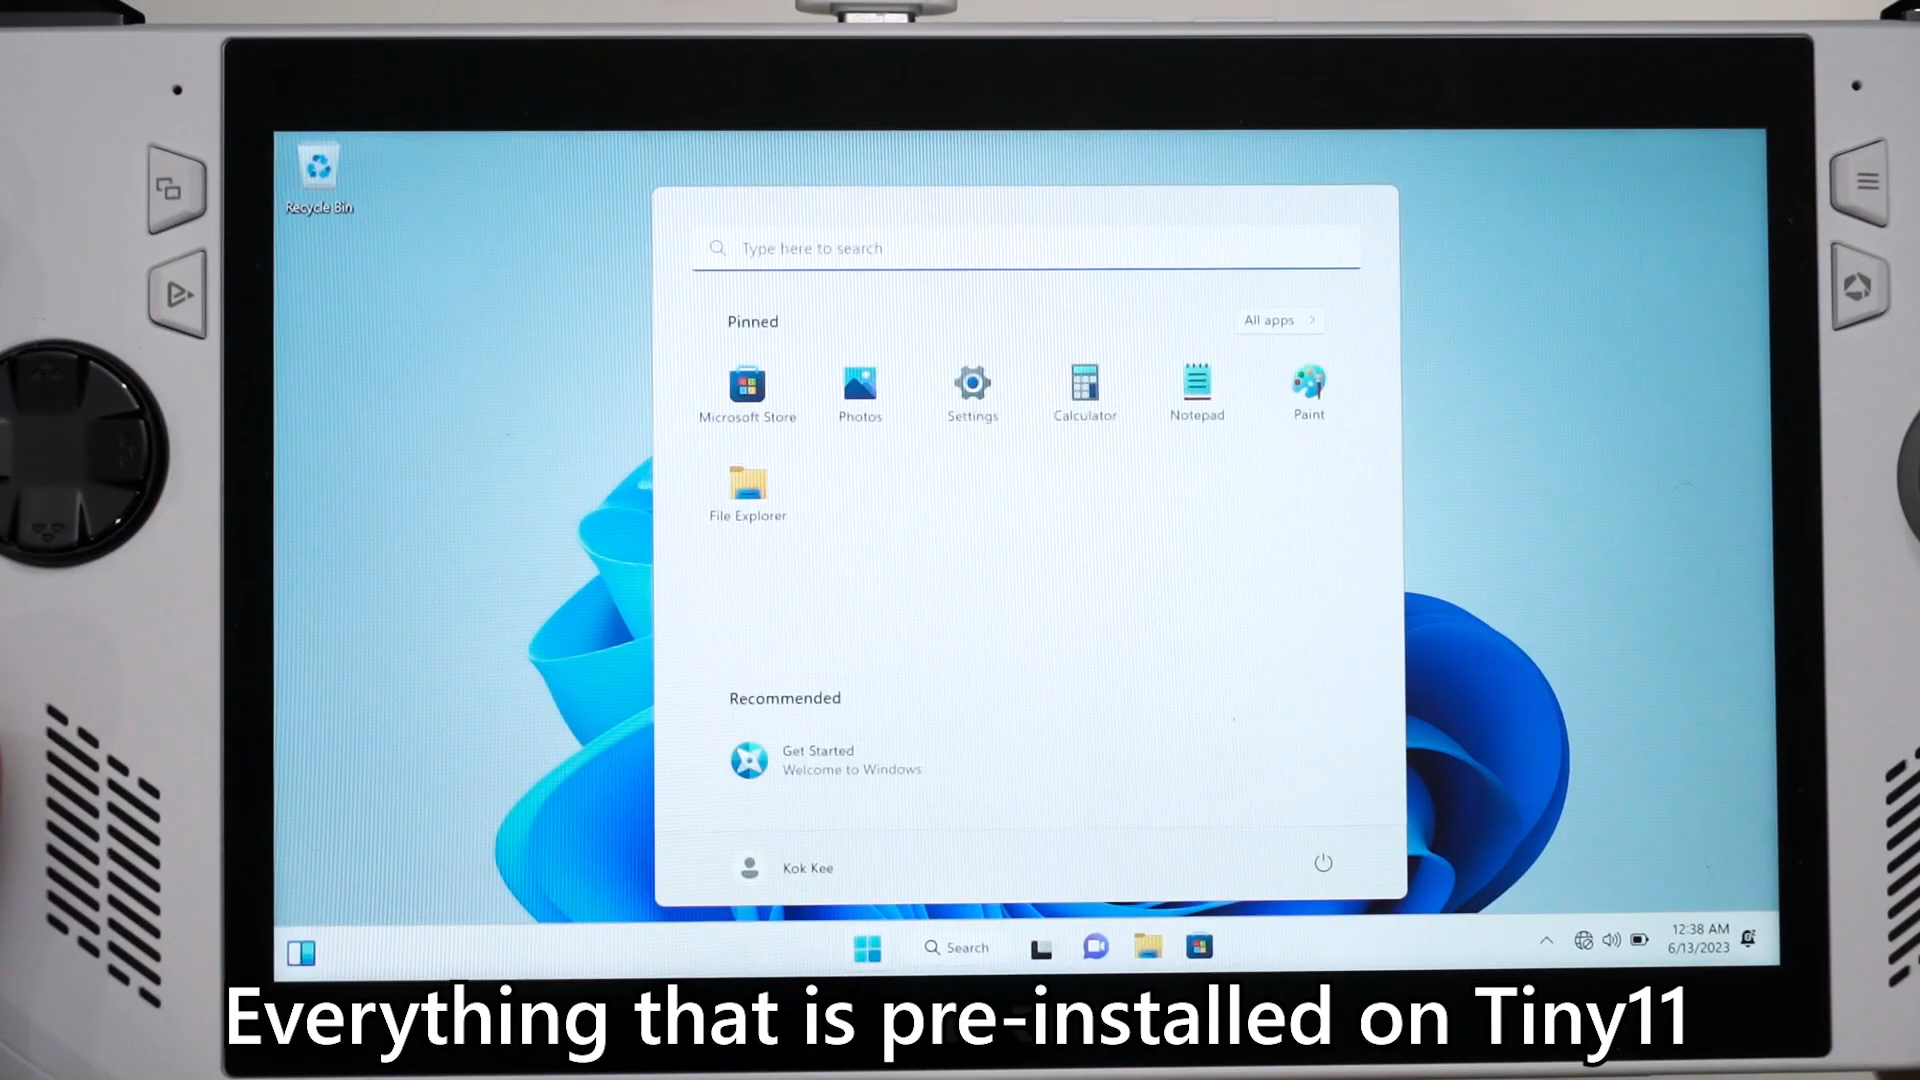 Recycle Bin
Type here to search
Pinned
All apps
Microsoft Store
Photos
Settings
Calculator
Notepad
Paint
File Explorer
Recommended
Get Started
Welcome to Windows
Kok Kee
Search
12:38 AM
6/13/2023
Everything that is pre-installed on Tiny11